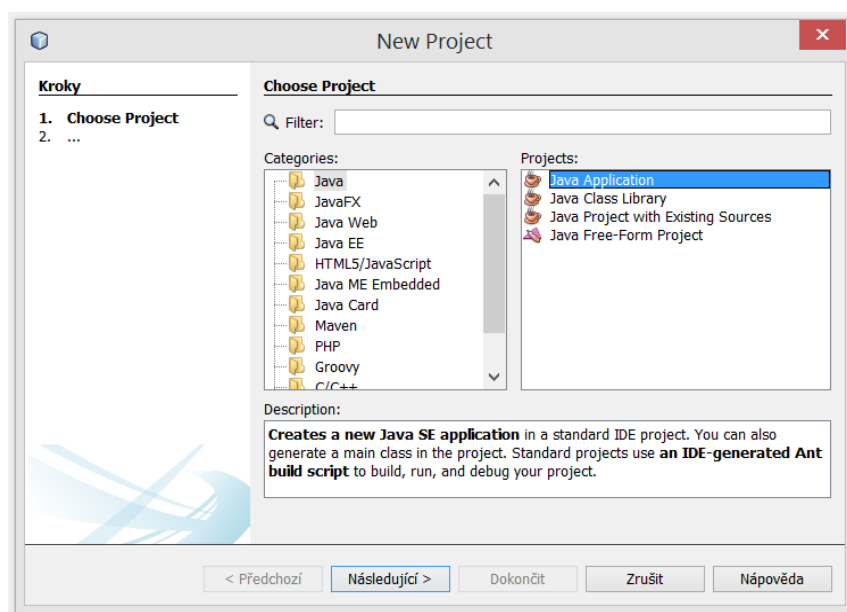 New Project
Kroky
1. Choose Project
2. ...
Choose Project
Filter:
Categories:
Java
JavaFX
Java Web
Java EE
HTML5/JavaScript
Java ME Embedded
Java Card
Maven
PHP
Groovy
C/C++
Projects:
Java Application
Java Class Library
Java Project with Existing Sources
Java Free-Form Project
Description:
Creates a new Java SE application in a standard IDE project. You can also
generate a main class in the project. Standard projects use an IDE-generated Ant
build script to build, run, and debug your project.
< Předchozí Následující > Dokončit Zrušit Nápověda